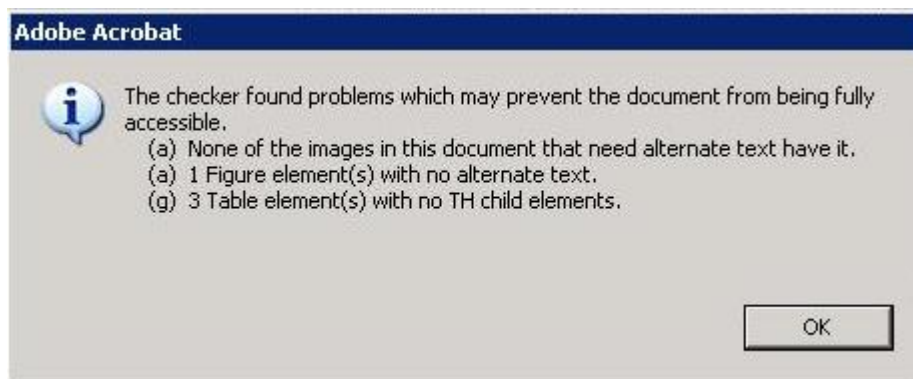 Adobe Acrobat
The checker found problems which may prevent the document from being fully
accessible.
(a) None of the images in this document that need alternate text have it.
(a) 1 Figure element(s) with no alternate text.
(g) 3 Table element(s) with no TH child elements.
OK